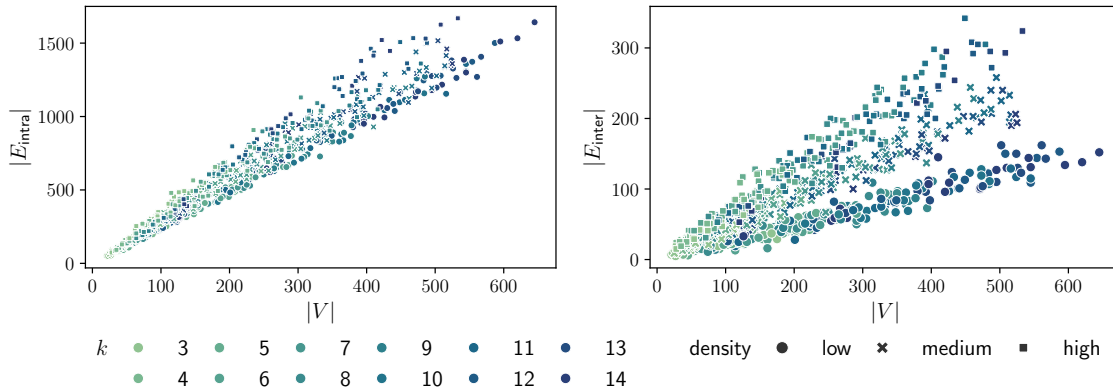 1500
1000
500
0
|E_intra|
0 100 200 300 400 500 600
|V|
300
200
100
0
|E_inter|
0 100 200 300 400 500 600
|V|
k 3 5 7 9 11 13
4 6 8 10 12 14
density low medium high